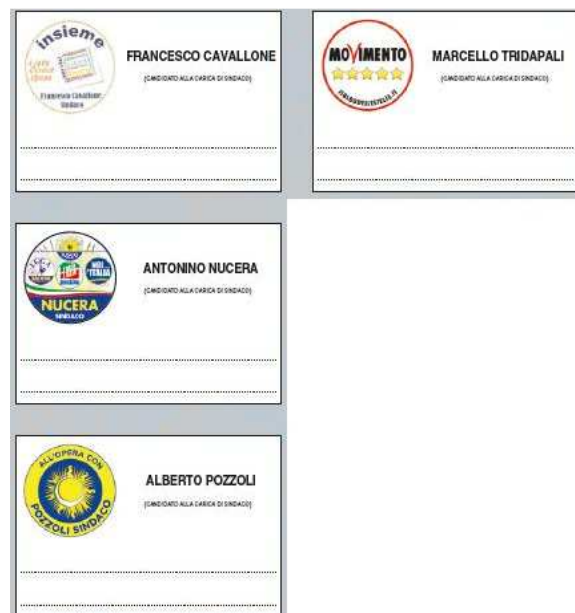 insieme
FRANCESCO CAVALLONE
(CANDIDATO ALLA CARICA DI SINDACO)
Francesco Cavallone
Sindaco
MOVIMENTO
MARCELLO TRIDAPALI
(CANDIDATO ALLA CARICA DI SINDACO)
ANTONINO NUCERA
(CANDIDATO ALLA CARICA DI SINDACO)
NOI
ITALIA
NUCERA
SINDACO
ALL'OPERA CON
POZZOLI SINDACO
ALBERTO POZZOLI
(CANDIDATO ALLA CARICA DI SINDACO)